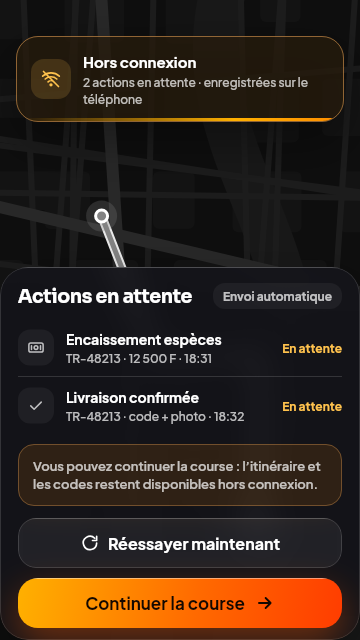 Hors connexion
2 actions en attente · enregistrées sur le
téléphone
Actions en attente
Envoi automatique
Encaissement espèces
TR-48213 · 12 500 F · 18:31
En attente
Livraison confirmée
TR-48213 · code + photo · 18:32
En attente
Vous pouvez continuer la course : l’itinéraire et
les codes restent disponibles hors connexion.
Réessayer maintenant
Continuer la course →